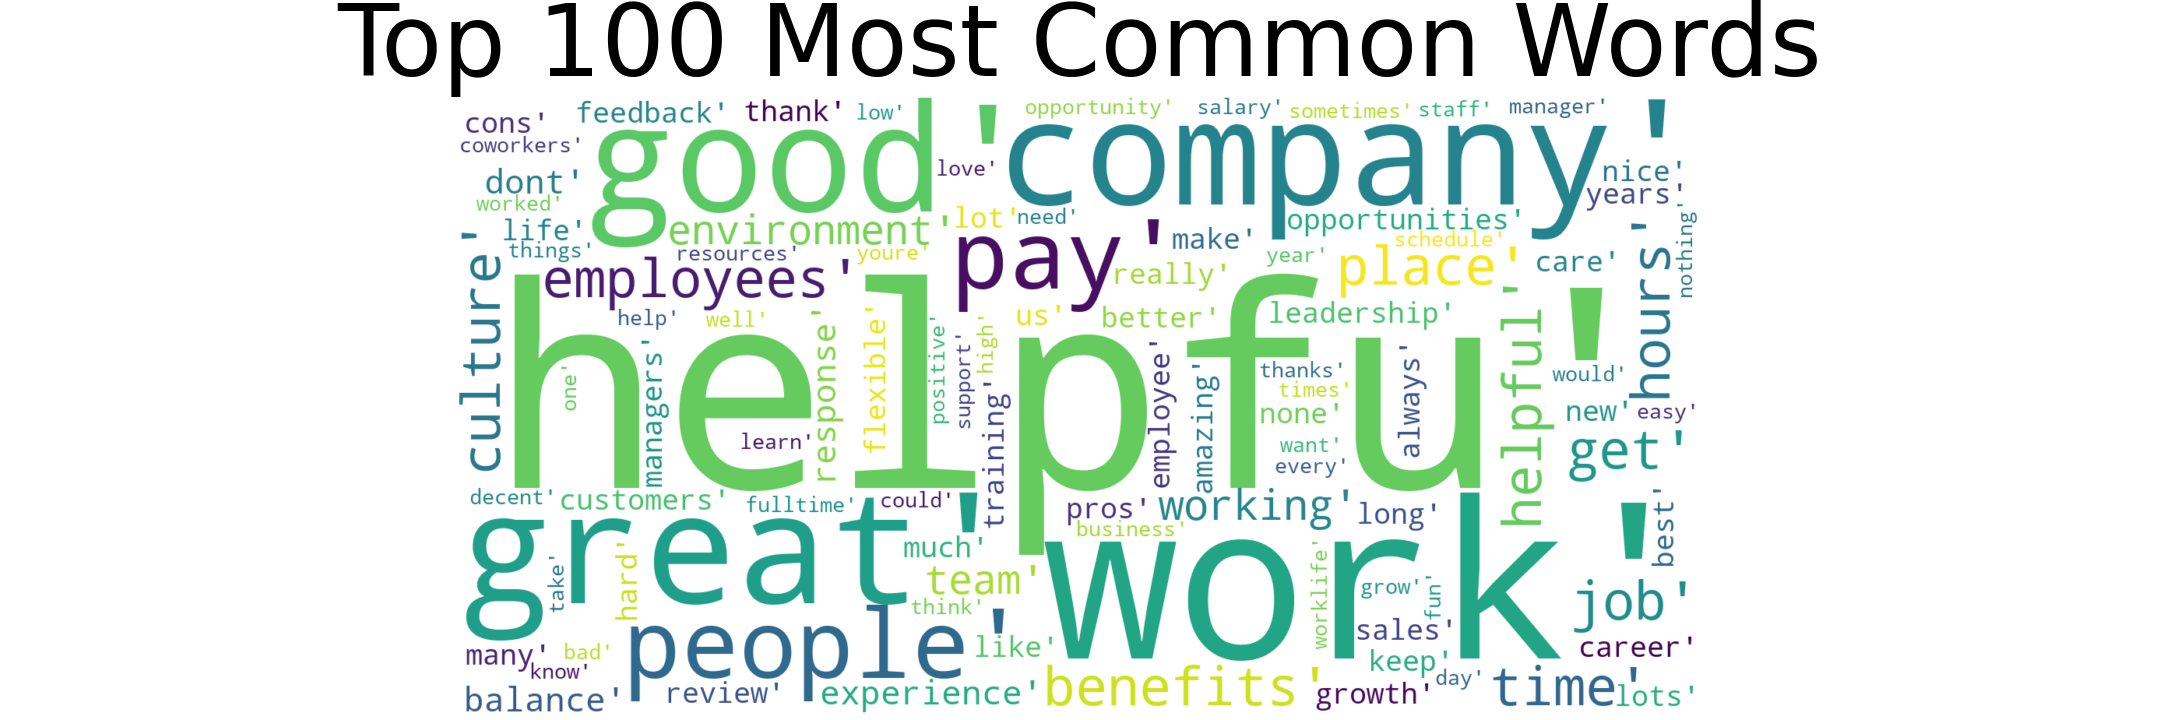 Top 100 Most Common Words
cons' feedback' thank' low' opportunity' salary' sometimes' staff' manager'
coworkers' good' company'
love' nice'
dont' years'
worked' lot' need' opportunities'
life' environment' pay' make' schedule' nothing'
things' resources' youre' year' place' care'
culture' employees' really' hours'
help' well' us' better' leadership'
helpfu' helpful'
one' managers' response' flexible' positive' support' high' training' employee' amazing' thanks' times' always' would'
none' new' easy'
learn' want' every' get'
decent' customers' fulltime' could' pros' working' long' best'
business'
great' much' work'
take' hard' team' worklife' grow' fun' job'
think'
people' like' sales' career'
many' bad' keep'
know' day'
balance' review' experience' benefits' growth' time' lots'